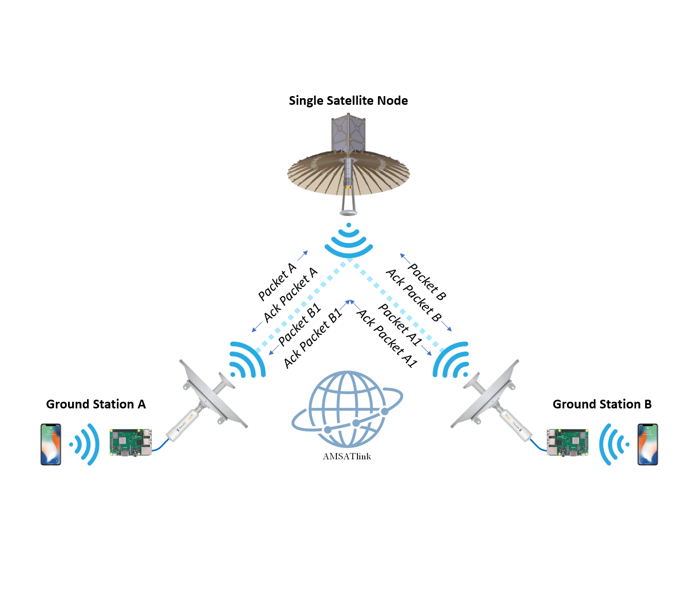 Single Satellite Node
Packet A
Ack Packet A
Packet B1
Ack Packet B1
Packet B
Ack Packet B
Packet A1
Ack Packet A1
Ground Station A
Ground Station B
AMSATlink